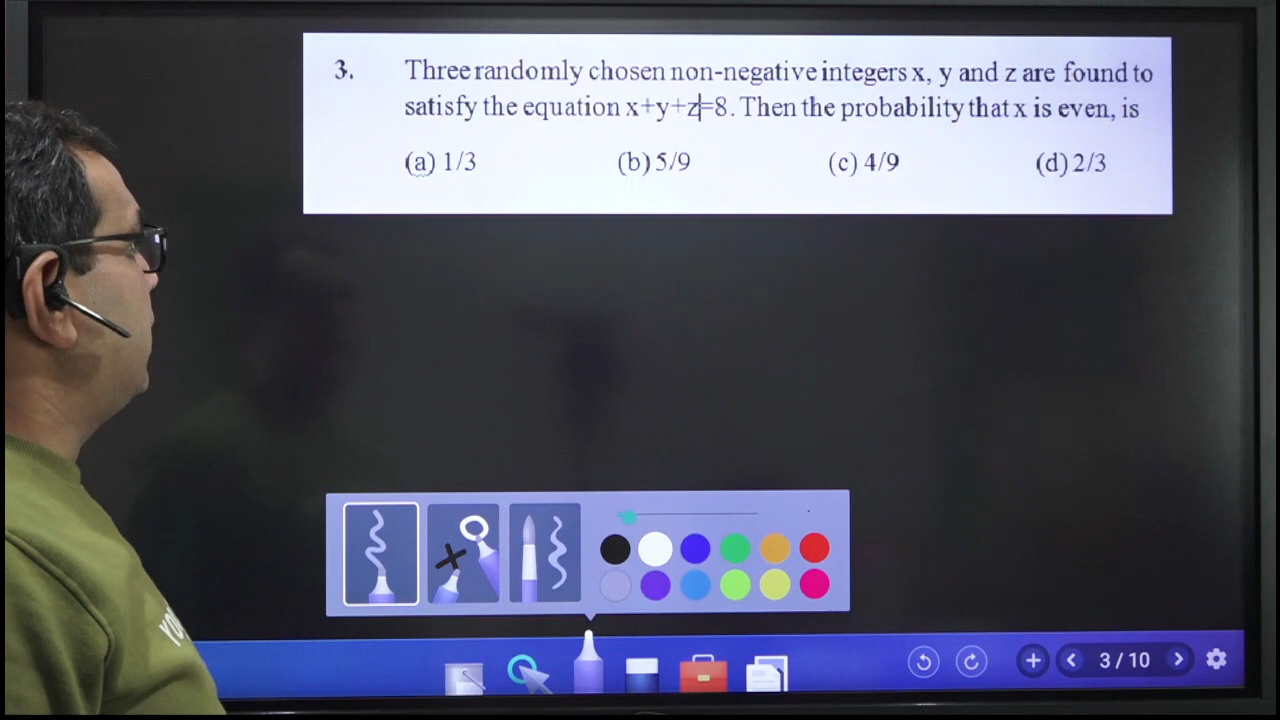 3. Three randomly chosen non-negative integers x, y and z are found to
satisfy the equation x+y+z=8. Then the probability that x is even, is
(a) 1/3 (b) 5/9 (c) 4/9 (d) 2/3
3 / 10